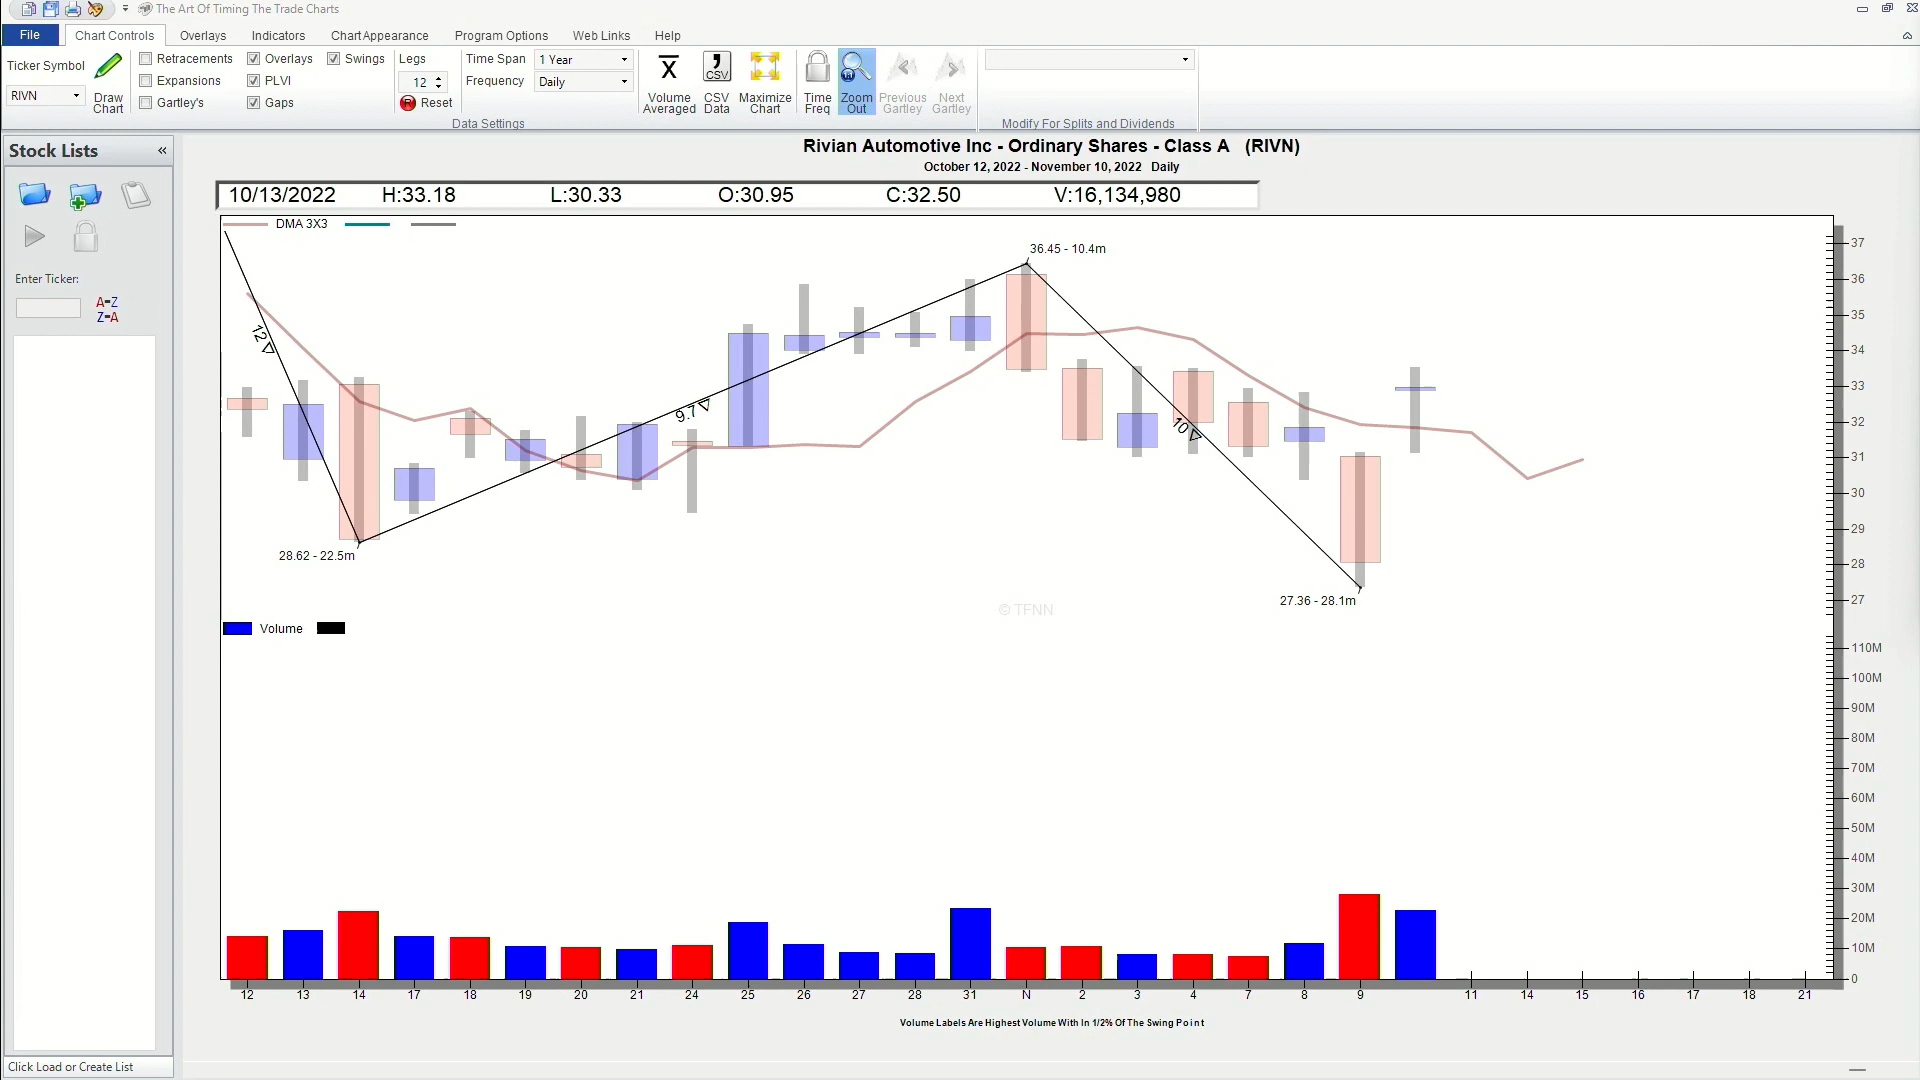 The Art Of Timing The Trade Charts
File Chart Controls Overlays Indicators Chart Appearance Program Options Web Links Help
Ticker Symbol
RIVN
Draw Chart
Retracements
Expansions
Gartley's
Overlays
PLVI
Gaps
Swings
Legs
12
Reset
Time Span 1 Year
Frequency Daily
Data Settings
Volume Averaged
CSV
CSV Data
Maximize Chart
Time Freq
Zoom Out
Previous Gartley
Next Gartley
Modify For Splits and Dividends
Stock Lists
Enter Ticker:
A-Z
Z-A
Click Load or Create List
Rivian Automotive Inc - Ordinary Shares - Class A (RIVN)
October 12, 2022 - November 10, 2022 Daily
10/13/2022 H:33.18 L:30.33 O:30.95 C:32.50 V:16,134,980
DMA 3X3
36.45 - 10.4m
12
9.7
10
28.62 - 22.5m
27.36 - 28.1m
© TFNN
Volume
37
36
35
34
33
32
31
30
29
28
27
110M
100M
90M
80M
70M
60M
50M
40M
30M
20M
10M
0
12 13 14 17 18 19 20 21 24 25 26 27 28 31 N 2 3 4 7 8 9 11 14 15 16 17 18 21
Volume Labels Are Highest Volume With In 1/2% Of The Swing Point